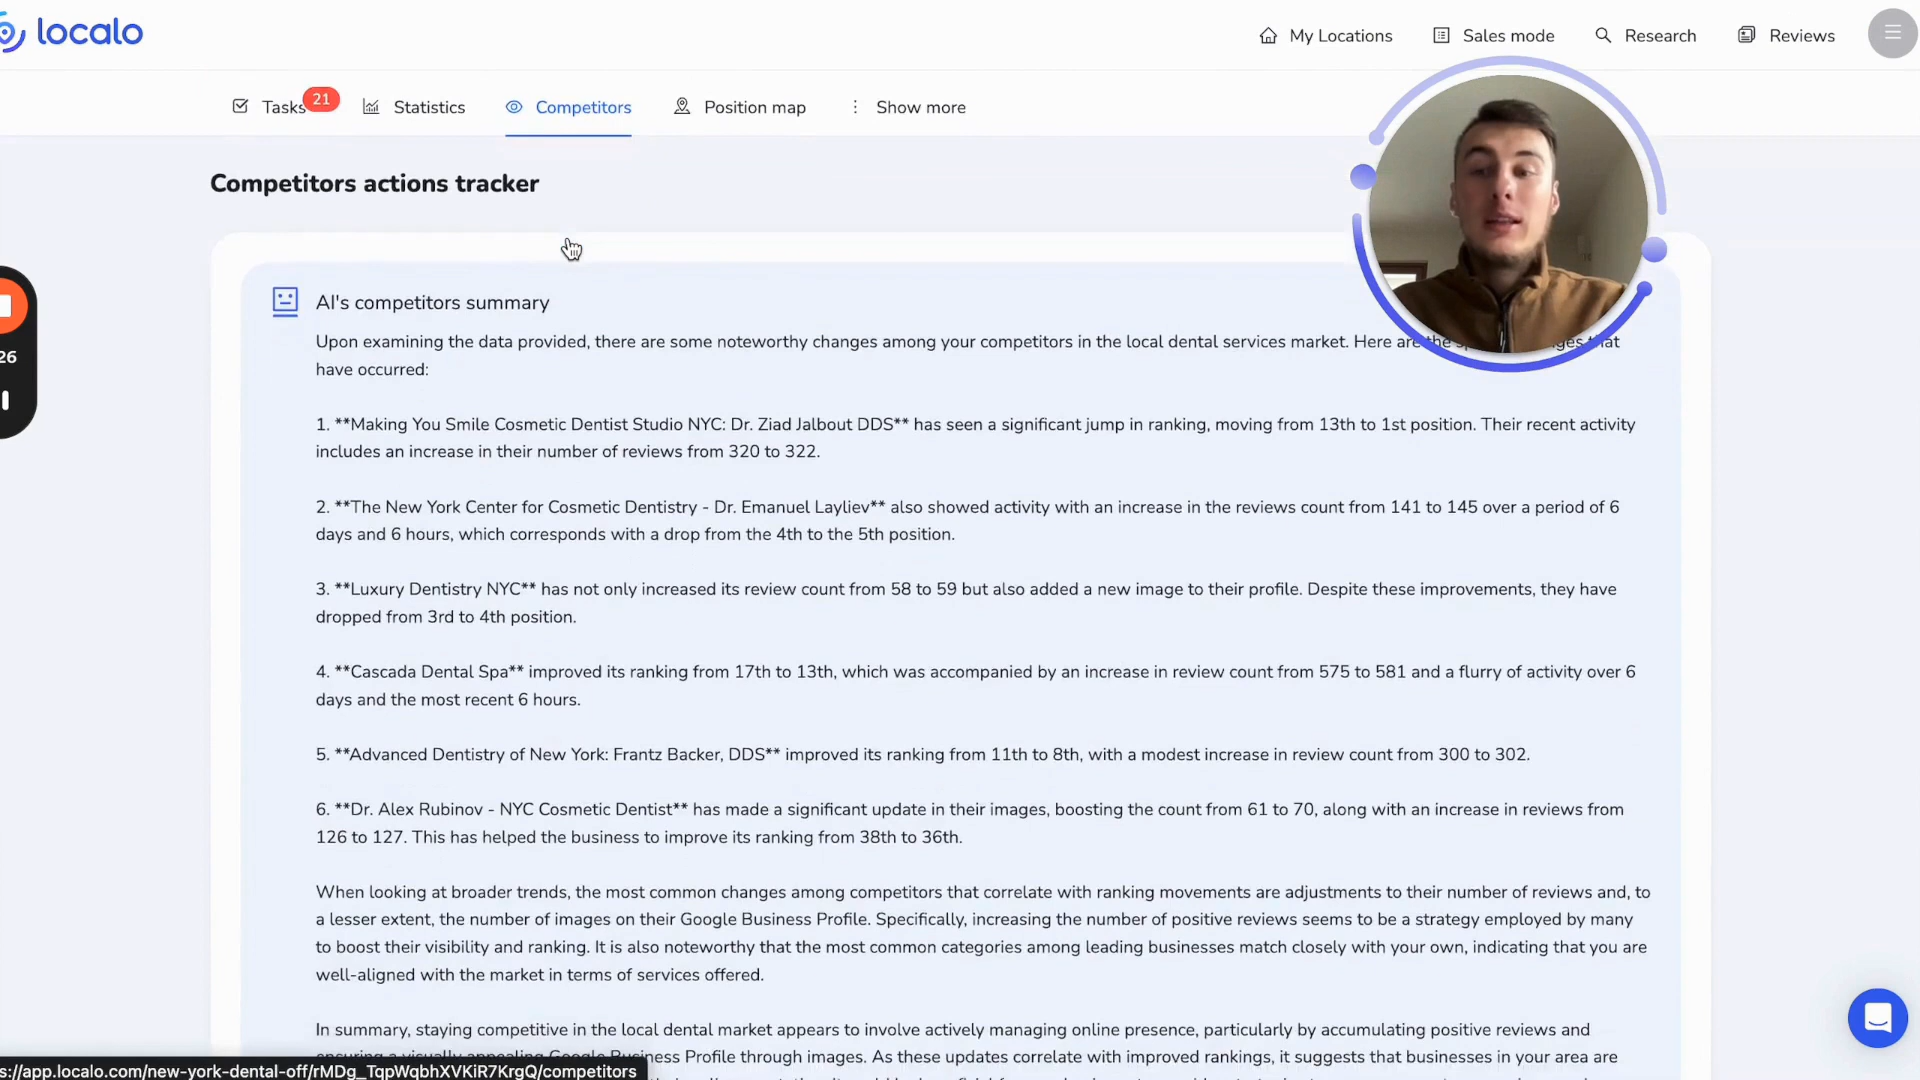 localo
My Locations
Sales mode
Research
Reviews
Tasks
21
Statistics
Competitors
Position map
Show more
Competitors actions tracker
26
AI's competitors summary
Upon examining the data provided, there are some noteworthy changes among your competitors in the local dental services market. Here are the that
have occurred:
1. **Making You Smile Cosmetic Dentist Studio NYC: Dr. Ziad Jalbout DDS** has seen a significant jump in ranking, moving from 13th to 1st position. Their recent activity
includes an increase in their number of reviews from 320 to 322.
2. **The New York Center for Cosmetic Dentistry - Dr. Emanuel Layliev** also showed activity with an increase in the reviews count from 141 to 145 over a period of 6
days and 6 hours, which corresponds with a drop from the 4th to the 5th position.
3. **Luxury Dentistry NYC** has not only increased its review count from 58 to 59 but also added a new image to their profile. Despite these improvements, they have
dropped from 3rd to 4th position.
4. **Cascada Dental Spa** improved its ranking from 17th to 13th, which was accompanied by an increase in review count from 575 to 581 and a flurry of activity over 6
days and the most recent 6 hours.
5. **Advanced Dentistry of New York: Frantz Backer, DDS** improved its ranking from 11th to 8th, with a modest increase in review count from 300 to 302.
6. **Dr. Alex Rubinov - NYC Cosmetic Dentist** has made a significant update in their images, boosting the count from 61 to 70, along with an increase in reviews from
126 to 127. This has helped the business to improve its ranking from 38th to 36th.
When looking at broader trends, the most common changes among competitors that correlate with ranking movements are adjustments to their number of reviews and, to
a lesser extent, the number of images on their Google Business Profile. Specifically, increasing the number of positive reviews seems to be a strategy employed by many
to boost their visibility and ranking. It is also noteworthy that the most common categories among leading businesses match closely with your own, indicating that you are
well-aligned with the market in terms of services offered.
In summary, staying competitive in the local dental market appears to involve actively managing online presence, particularly by accumulating positive reviews and
ensuring a visually appealing Google Business Profile through images. As these updates correlate with improved rankings, it suggests that businesses in your area are
s://app.localo.com/new-york-dental-off/rMDg_TqpWqbhXVKiR7KrgQ/competitors